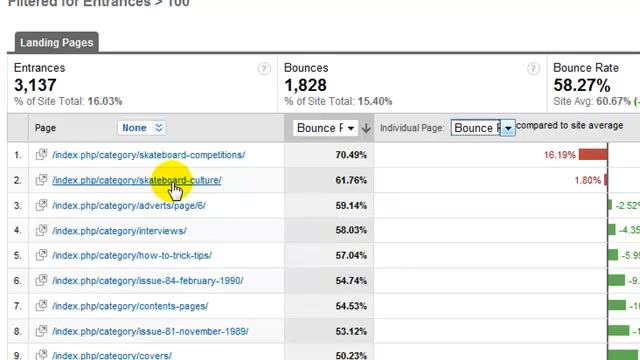 Filtered for Entrances > 100
Landing Pages
Entrances
3,137
% of Site Total: 16.03%
Bounces
1,828
% of Site Total: 15.40%
Bounce Rate
58.27%
Site Avg: 60.67% (-
Page None Bounce Individual Page: Bounce compared to site average
1. /index.php/category/skateboard-competitions/ 70.49% 16.19%
2. /index.php/category/skateboard-culture/ 61.76% 1.80%
3. /index.php/category/adverts/page/6/ 59.14% -2.52%
4. /index.php/category/interviews/ 58.03% -4.35
5. /index.php/category/how-to-trick-tips/ 57.04% -5.9
6. /index.php/category/issue-84-february-1990/ 54.74% -9.
7. /index.php/category/contents-pages/ 54.53% -10
8. /index.php/category/issue-81-november-1989/ 53.12%
9. /index.php/category/covers/ 50.23%